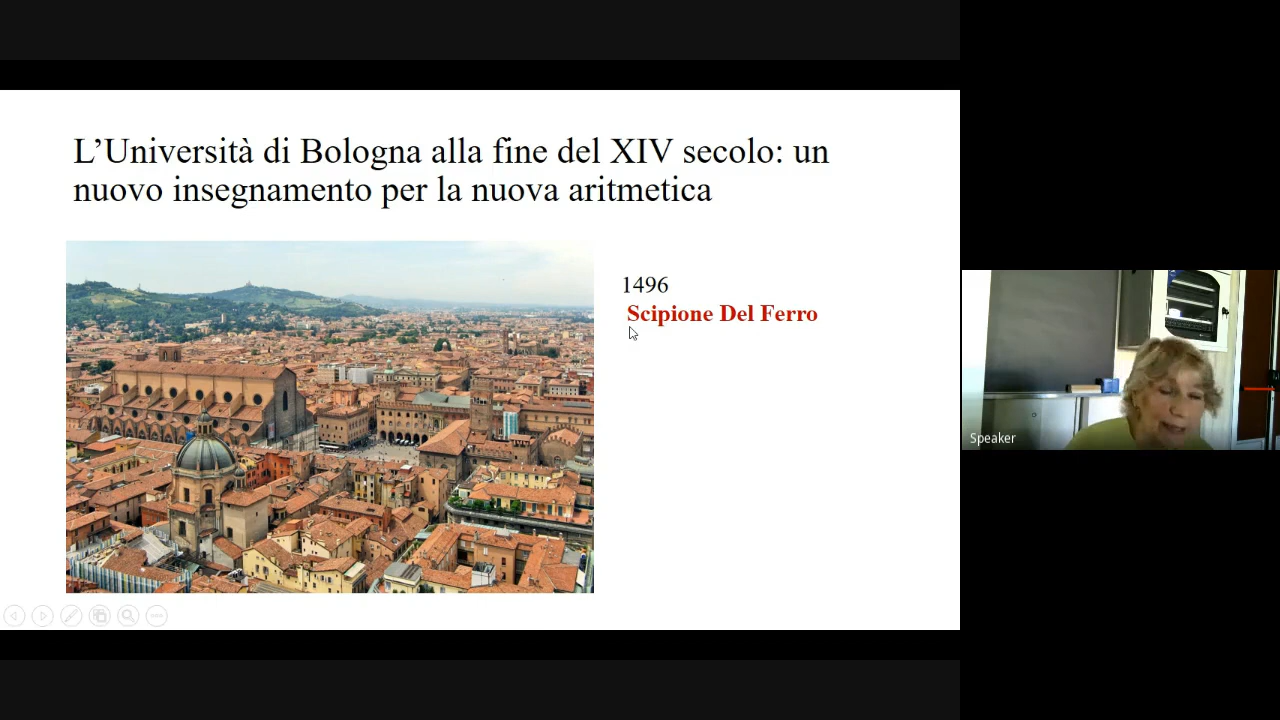 L’Università di Bologna alla fine del XIV secolo: un
nuovo insegnamento per la nuova aritmetica
1496
Scipione Del Ferro
Speaker